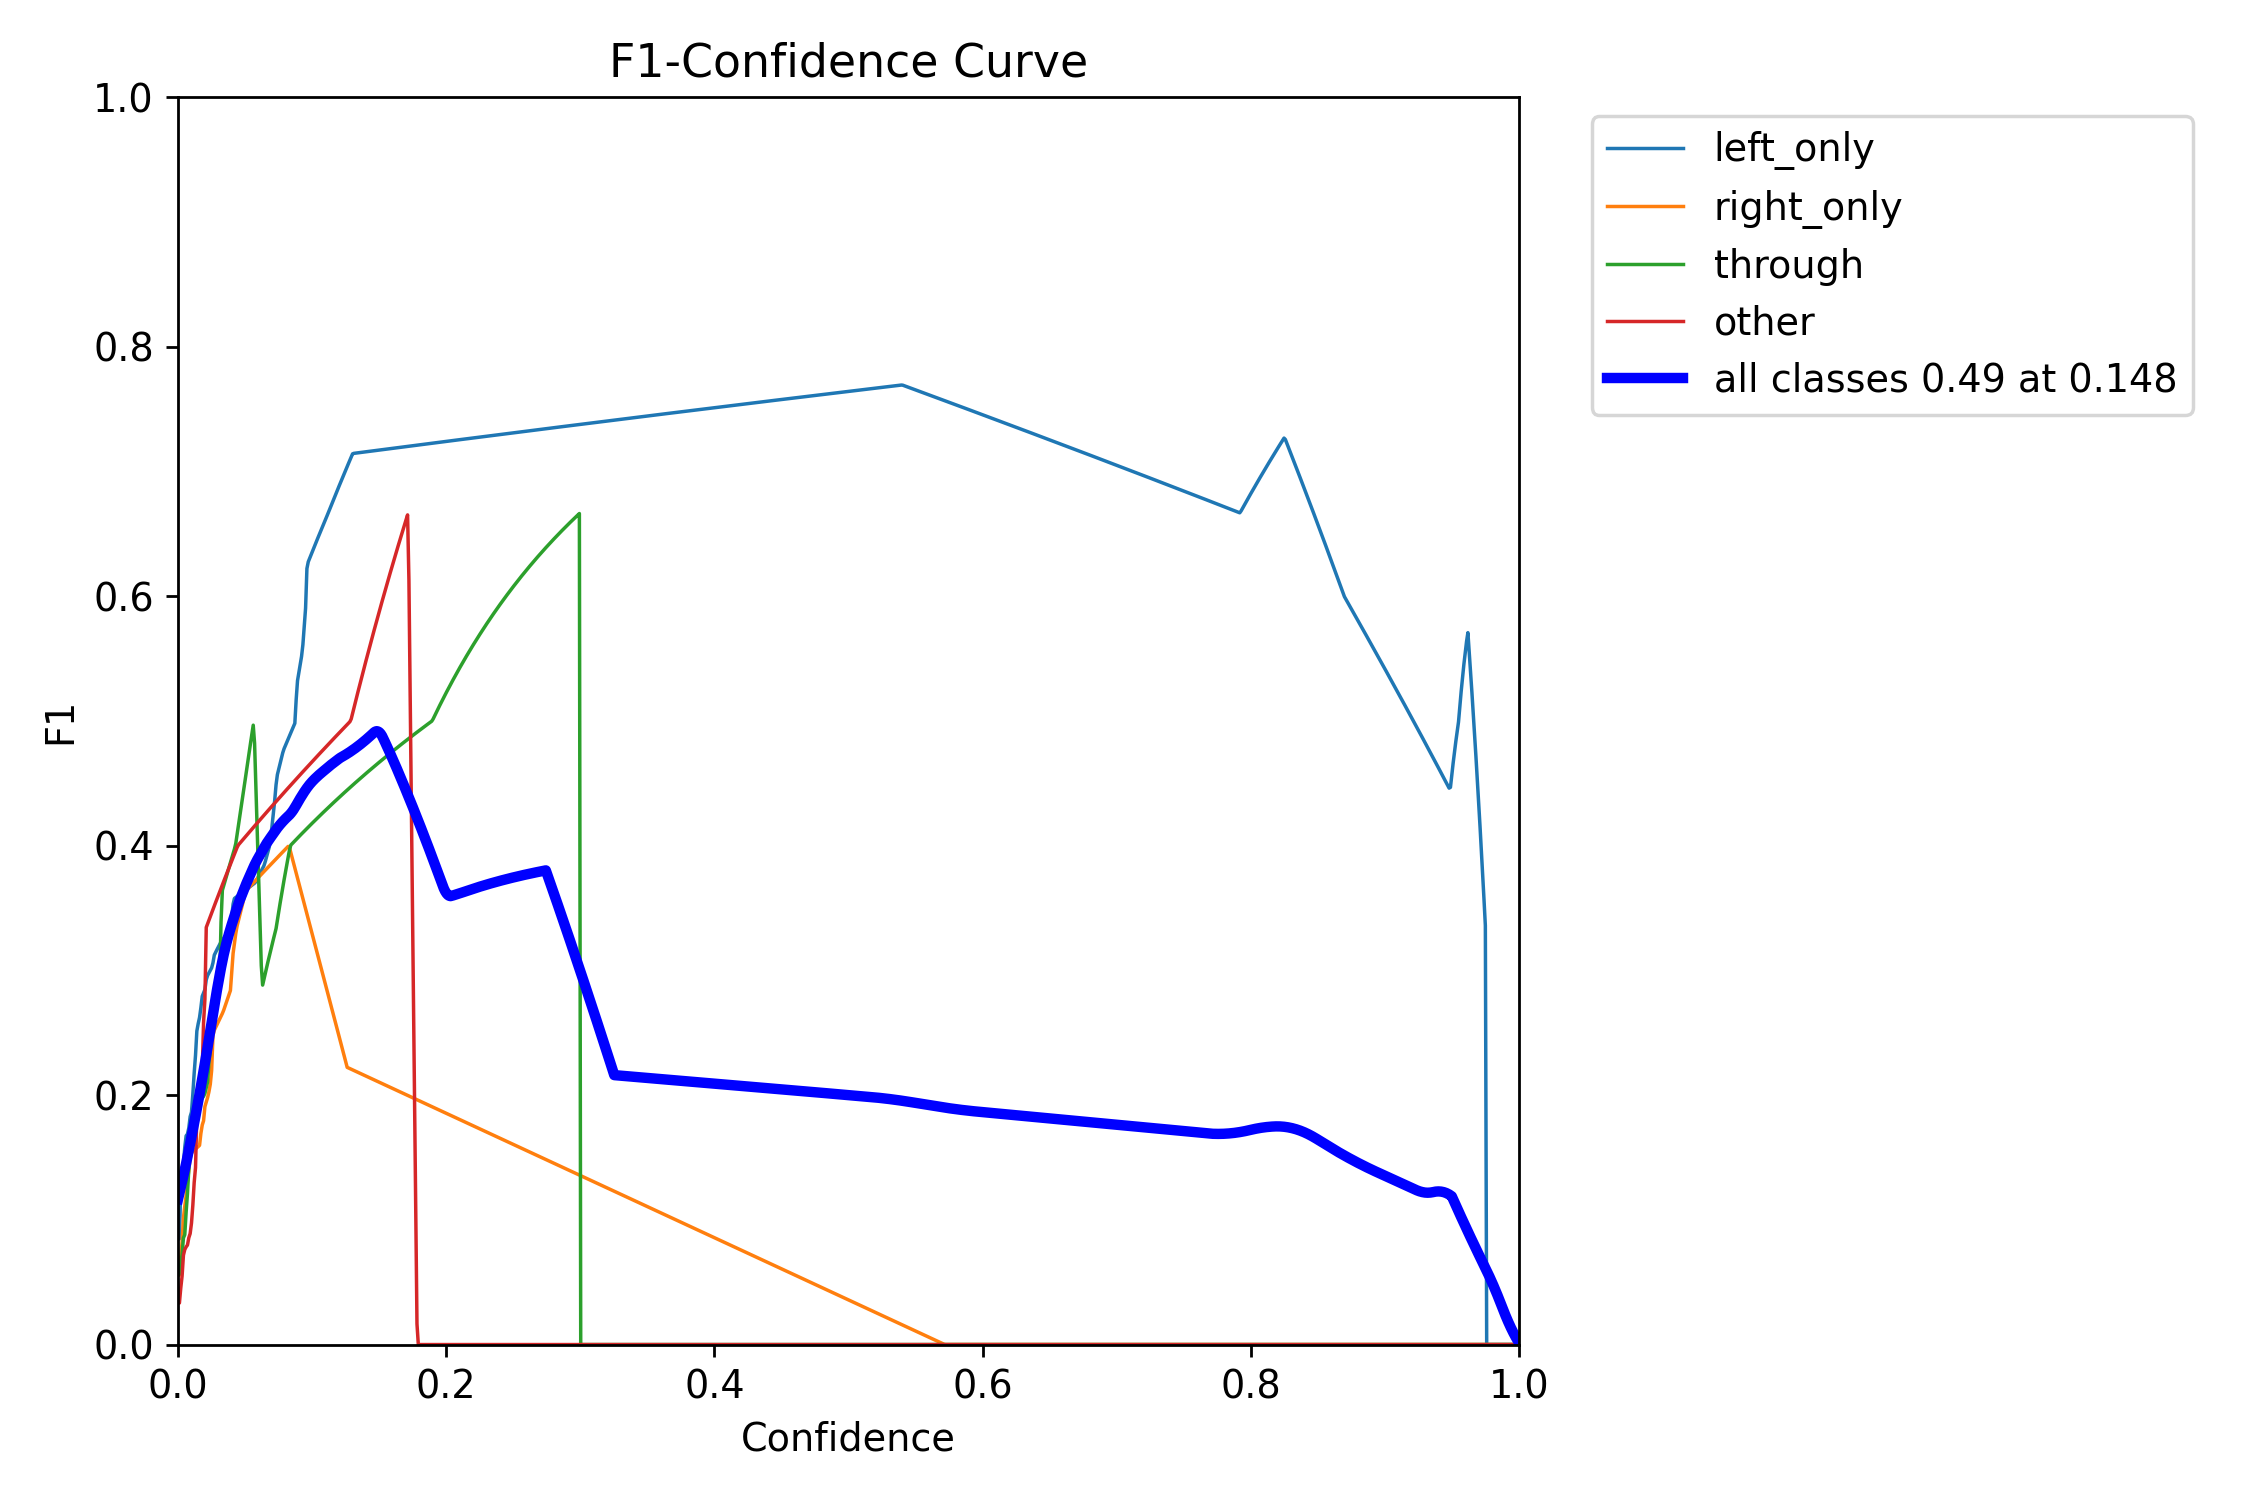 F1-Confidence Curve
1.0
0.8
0.6
0.4
0.2
0.0
F1
0.0 0.2 0.4 0.6 0.8 1.0
Confidence
left_only
right_only
through
other
all classes 0.49 at 0.148